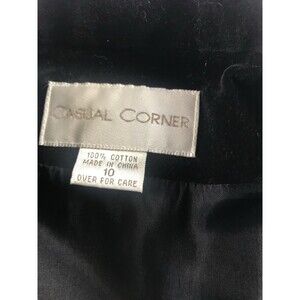 CASUAL CORNER
100% COTTON
MADE IN CHINA
10
OVER FOR CARE